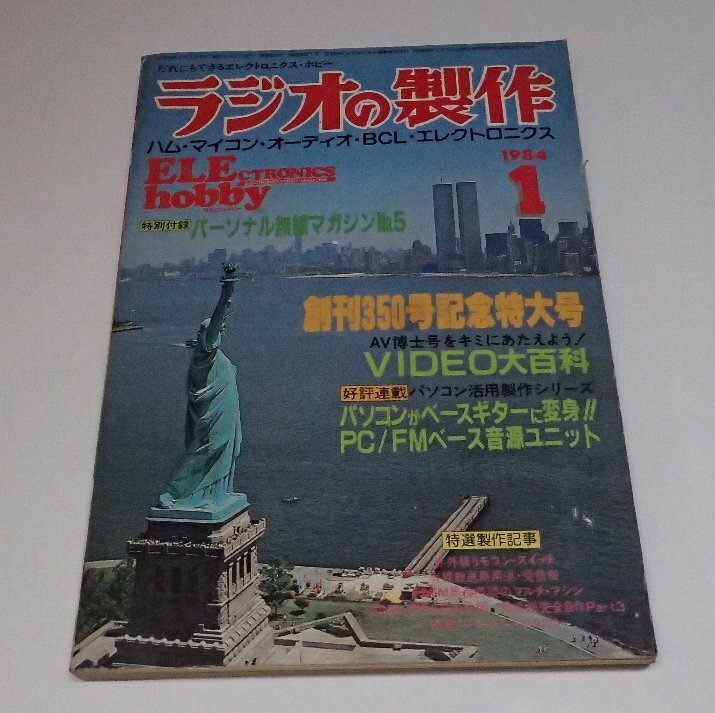 だれにもできるエレクトロニクス・ホビー
ラジオの製作
ハム・マイコン・オーディオ・BCL・エレクトロニクス
ELECTRONICS
hobby
1984
1
特別付録 パーソナル無線マガジンNo.5
創刊350号記念特大号
AV博士号をキミにあたえよう!
VIDEO大百科
好評連載 パソコン活用製作シリーズ
パソコンがベースギターに変身!!
PC/FMベース音源ユニット
特選製作記事